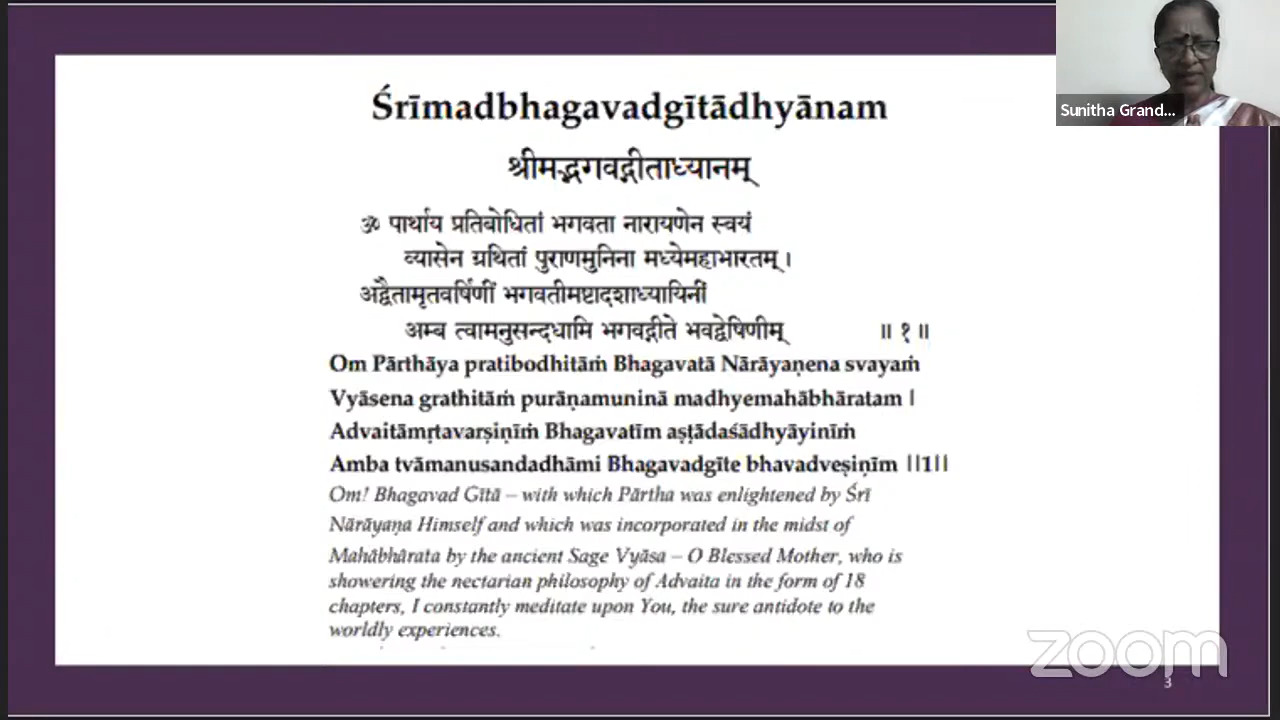 Śrīmadbhagavadgītādhyānam
श्रीमद्भगवद्गीताध्यानम्
ॐ पार्थाय प्रतिबोधितां भगवता नारायणेन स्वयं
व्यासेन ग्रथितां पुराणमुनिना मध्येमहाभारतम् ।
अद्वैतामृतवर्षिणीं भगवतीमष्टादशाध्यायिनीं
अम्ब त्वामनुसन्दधामि भगवद्गीते भवद्वेषिणीम् ॥ १ ॥
Om Pārthāya pratibodhitāṁ Bhagavatā Nārāyaṇena svayaṁ
Vyāsena grathitāṁ purāṇamuninā madhyemahābhāratam |
Advaitāmṛtavarṣiṇīṁ Bhagavatīm aṣṭādaśādhyāyinīṁ
Amba tvāmanusandadhāmi Bhagavadgīte bhavadveṣiṇīm ||1||
Om! Bhagavad Gītā – with which Pārtha was enlightened by Śrī
Nārāyaṇa Himself and which was incorporated in the midst of
Mahābhārata by the ancient Sage Vyāsa – O Blessed Mother, who is
showering the nectarian philosophy of Advaita in the form of 18
chapters, I constantly meditate upon You, the sure antidote to the
worldly experiences.
Sunitha Grand...
zoom
3